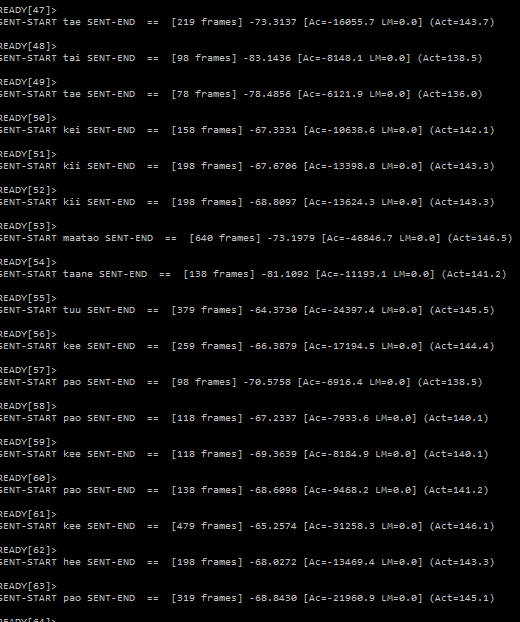 READY[47]>
SENT-START tae SENT-END  ==  [219 frames] -73.3137 [Ac=-16055.7 LM=0.0] (Act=143.7)
READY[48]>
SENT-START tai SENT-END  ==  [98 frames] -83.1436 [Ac=-8148.1 LM=0.0] (Act=138.5)
READY[49]>
SENT-START tae SENT-END  ==  [78 frames] -78.4856 [Ac=-6121.9 LM=0.0] (Act=136.0)
READY[50]>
SENT-START kei SENT-END  ==  [158 frames] -67.3331 [Ac=-10638.6 LM=0.0] (Act=142.1)
READY[51]>
SENT-START kii SENT-END  ==  [198 frames] -67.6706 [Ac=-13398.8 LM=0.0] (Act=143.3)
READY[52]>
SENT-START kii SENT-END  ==  [198 frames] -68.8097 [Ac=-13624.3 LM=0.0] (Act=143.3)
READY[53]>
SENT-START maatao SENT-END  ==  [640 frames] -73.1979 [Ac=-46846.7 LM=0.0] (Act=146.5)
READY[54]>
SENT-START taane SENT-END  ==  [138 frames] -81.1092 [Ac=-11193.1 LM=0.0] (Act=141.2)
READY[55]>
SENT-START tuu SENT-END  ==  [379 frames] -64.3730 [Ac=-24397.4 LM=0.0] (Act=145.5)
READY[56]>
SENT-START kee SENT-END  ==  [259 frames] -66.3879 [Ac=-17194.5 LM=0.0] (Act=144.4)
READY[57]>
SENT-START pao SENT-END  ==  [98 frames] -70.5758 [Ac=-6916.4 LM=0.0] (Act=138.5)
READY[58]>
SENT-START pao SENT-END  ==  [118 frames] -67.2337 [Ac=-7933.6 LM=0.0] (Act=140.1)
READY[59]>
SENT-START kee SENT-END  ==  [118 frames] -69.3639 [Ac=-8184.9 LM=0.0] (Act=140.1)
READY[60]>
SENT-START pao SENT-END  ==  [138 frames] -68.6098 [Ac=-9468.2 LM=0.0] (Act=141.2)
READY[61]>
SENT-START kee SENT-END  ==  [479 frames] -65.2574 [Ac=-31258.3 LM=0.0] (Act=146.1)
READY[62]>
SENT-START hee SENT-END  ==  [198 frames] -68.0272 [Ac=-13469.4 LM=0.0] (Act=143.3)
READY[63]>
SENT-START pao SENT-END  ==  [319 frames] -68.8430 [Ac=-21960.9 LM=0.0] (Act=145.1)
READY[64]>